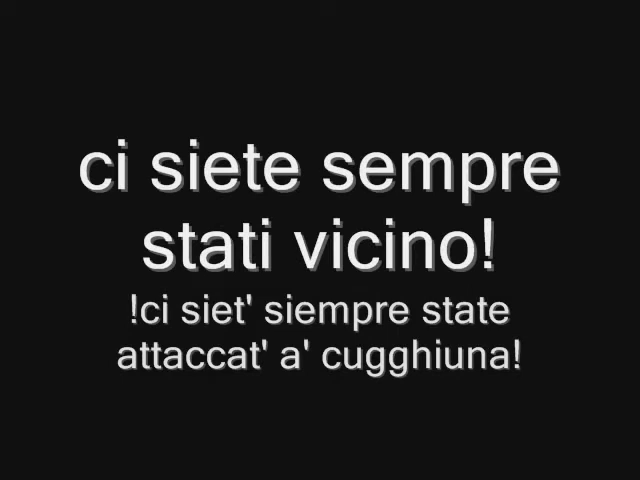 ci siete sempre
stati vicino!
!ci siet' siempre state
attaccat' a' cugghiuna!